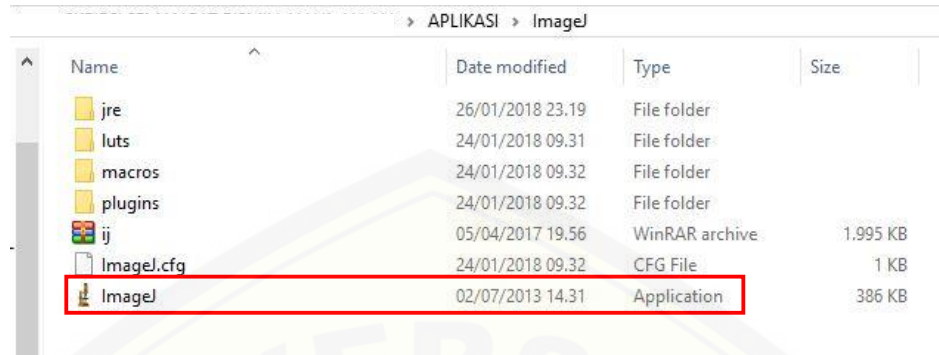 › APLIKASI › ImageJ
Name Date modified Type Size
jre 26/01/2018 23.19 File folder
luts 24/01/2018 09.31 File folder
macros 24/01/2018 09.32 File folder
plugins 24/01/2018 09.32 File folder
ij 05/04/2017 19.56 WinRAR archive 1.995 KB
ImageJ.cfg 24/01/2018 09.32 CFG File 1 KB
ImageJ 02/07/2013 14.31 Application 386 KB